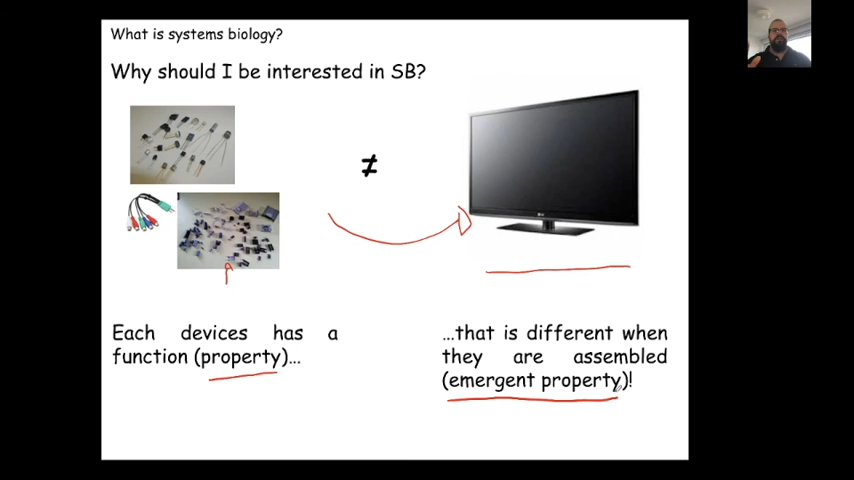 What is systems biology?
Why should I be interested in SB?
≠
LG
Each devices has a
function (property)...
...that is different when
they are assembled
(emergent property)!